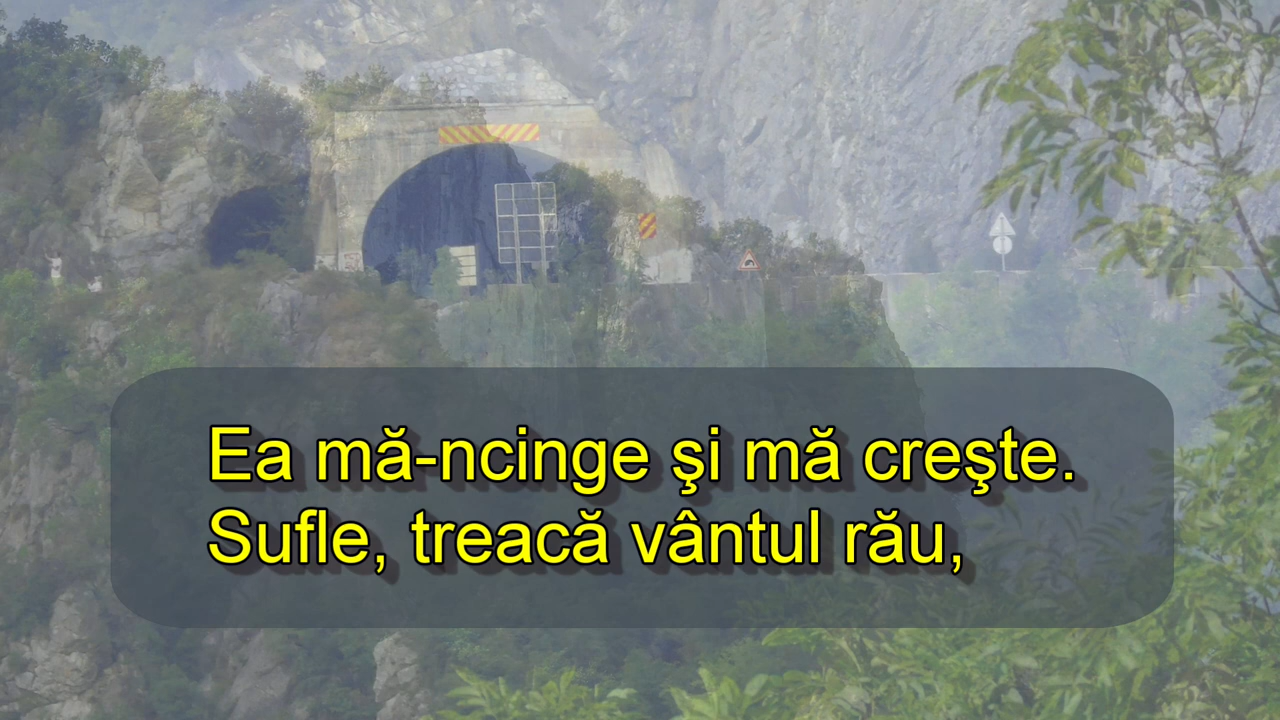 Ea mă-ncinge şi mă creşte.
Sufle, treacă vântul rău,